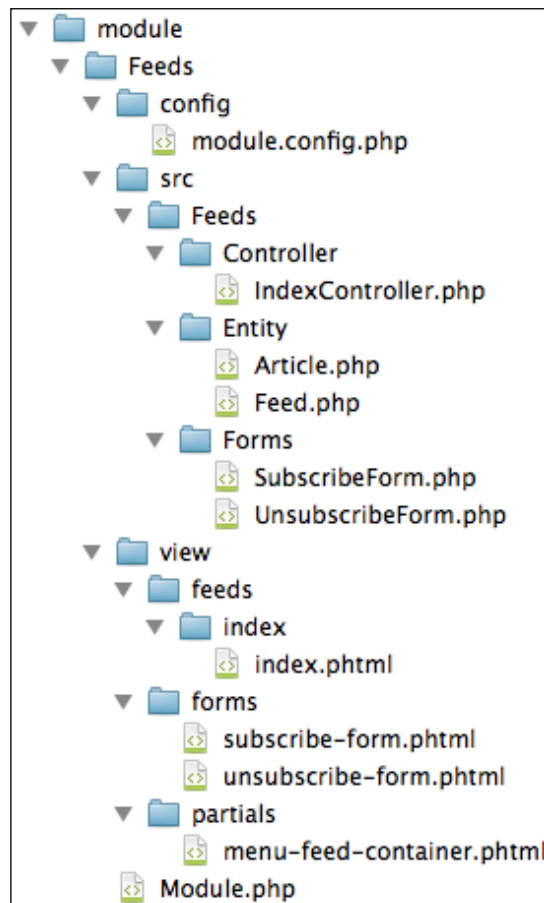 module
Feeds
config
module.config.php
src
Feeds
Controller
IndexController.php
Entity
Article.php
Feed.php
Forms
SubscribeForm.php
UnsubscribeForm.php
view
feeds
index
index.phtml
forms
subscribe-form.phtml
unsubscribe-form.phtml
partials
menu-feed-container.phtml
Module.php